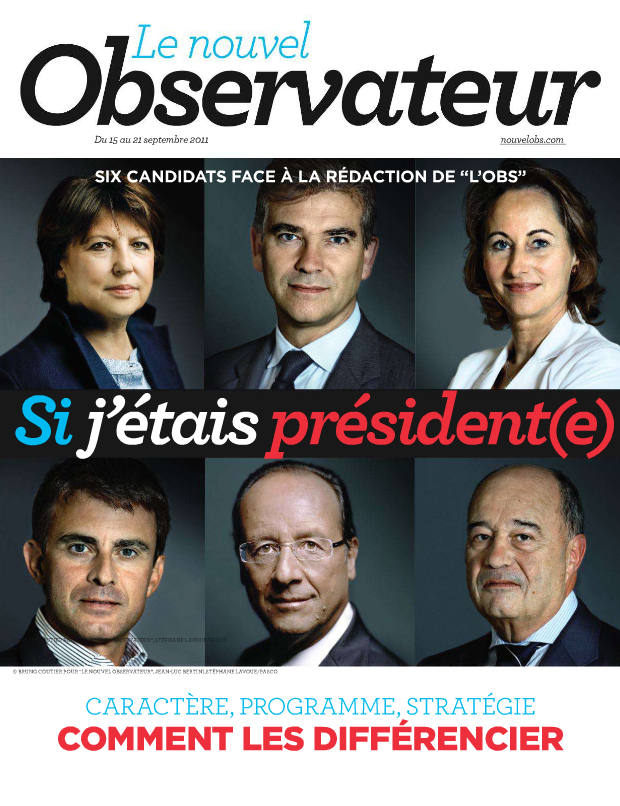 Le nouvel
Observateur
Du 15 au 21 septembre 2011
nouvelobs.com
SIX CANDIDATS FACE À LA RÉDACTION DE “L’OBS”
Si j’étais président(e)
© BRUNO COUTIER POUR “LE NOUVEL OBSERVATEUR”, JEAN-LUC BERTINI, STÉPHANE LAVOUÉ/PASCO
CARACTÈRE, PROGRAMME, STRATÉGIE
COMMENT LES DIFFÉRENCIER